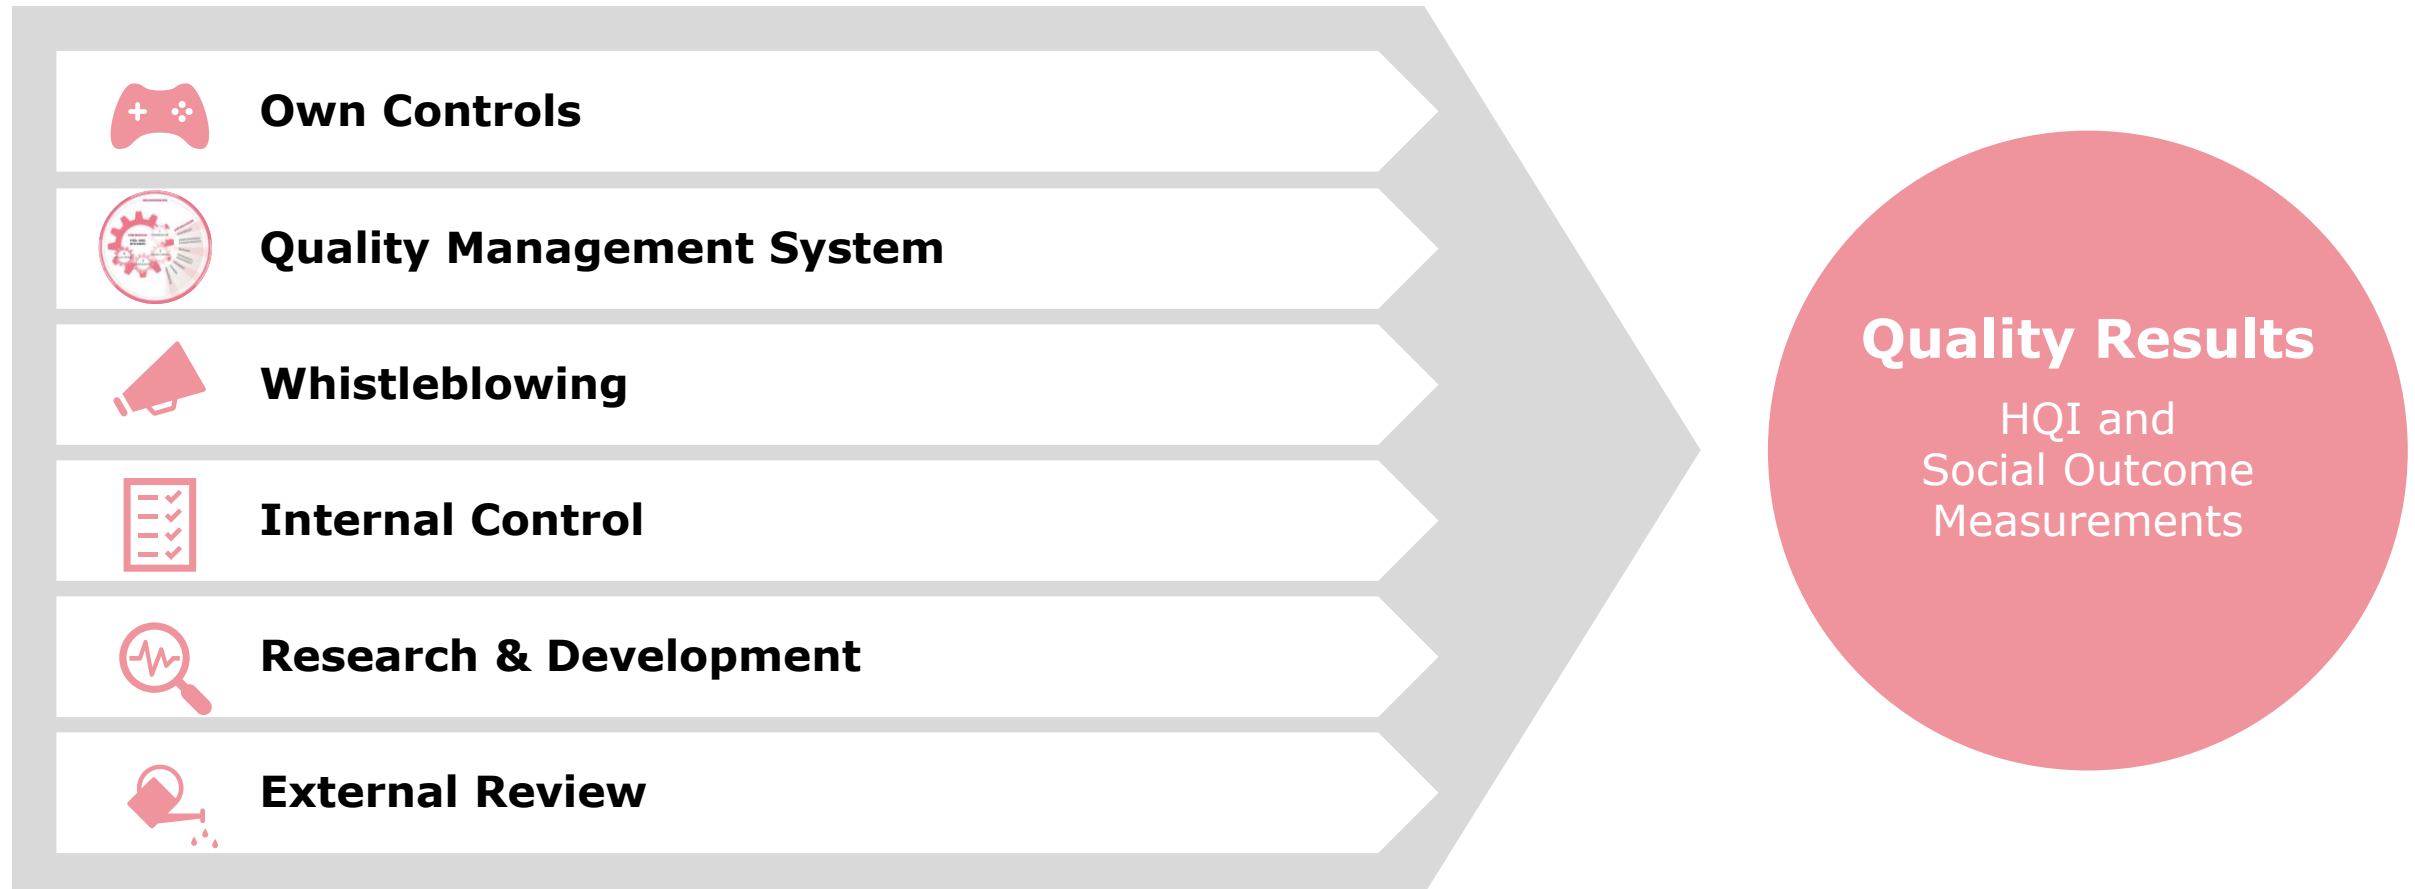 Own Controls
Quality Management System
Whistleblowing
Internal Control
Research & Development
External Review
Quality Results
HQI and
Social Outcome
Measurements